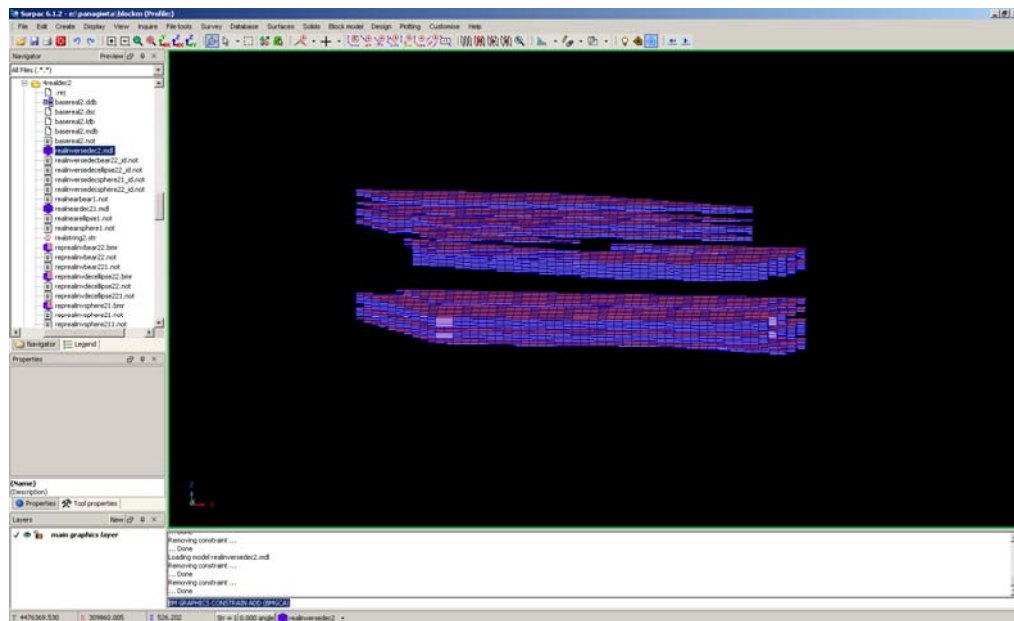 Surpac 6.1.2 - e:\panagiwta\blockm (Profile:)
File Edit Create Display View Inquire File tools Survey Database Surfaces Solids Block model Design Plotting Customise Help
Navigator Preview
All Files (*.*)
4realdec2
.rej
basereal2.ddb
basereal2.dsc
basereal2.ldb
basereal2.mdb
basereal2.not
realinversedec2.mdl
realinversedecbear22_id.not
realinversedecellipse22_id.not
realinversedecsphere21_id.not
realinversedecsphere22_id.not
realnearbear1.not
realneardec21.mdl
realnearellipse1.not
realnearsphere1.not
realstring2.str
reprealinvbear22.bmr
reprealinvbear22.not
reprealinvbear221.not
reprealinvdecellipse22.bmr
reprealinvdecellipse22.not
reprealinvdecellipse221.not
reprealinvsphere21.bmr
reprealinvsphere21.not
reprealinvsphere211.not
Navigator Legend
Properties
(Name)
(Description)
Properties Tool properties
Layers New
main graphics layer
Z
... Done
Removing constraint ...
... Done
Loading model realinversedec2.mdl
Removing constraint ...
... Done
Removing constraint ...
... Done
BM GRAPHICS CONSTRAIN ADD (BMGCA)
Y 4476369.530 X 309860.005 Z 526.202 Str = 1 0.000 angle realinversedec2